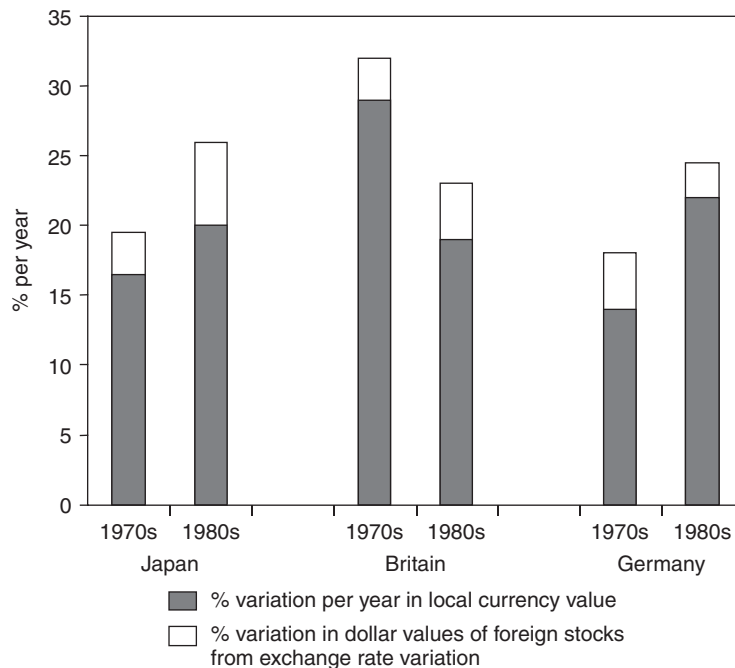 35
30
25
20
15
10
5
0
% per year
1970s 1980s 1970s 1980s 1970s 1980s
Japan Britain Germany
% variation per year in local currency value
% variation in dollar values of foreign stocks
from exchange rate variation